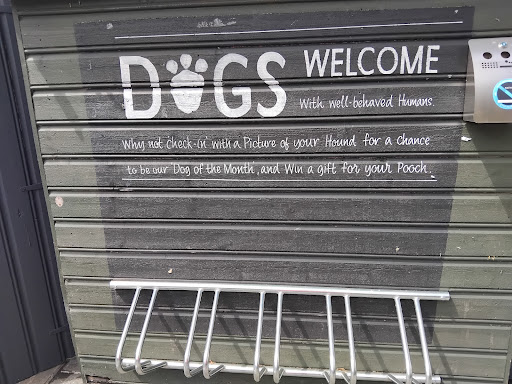 DOGS WELCOME
With well-behaved Humans.
Why not 'check-in' with a Picture of your Hound for a chance
to be our 'Dog of the Month', and Win a gift for your Pooch.